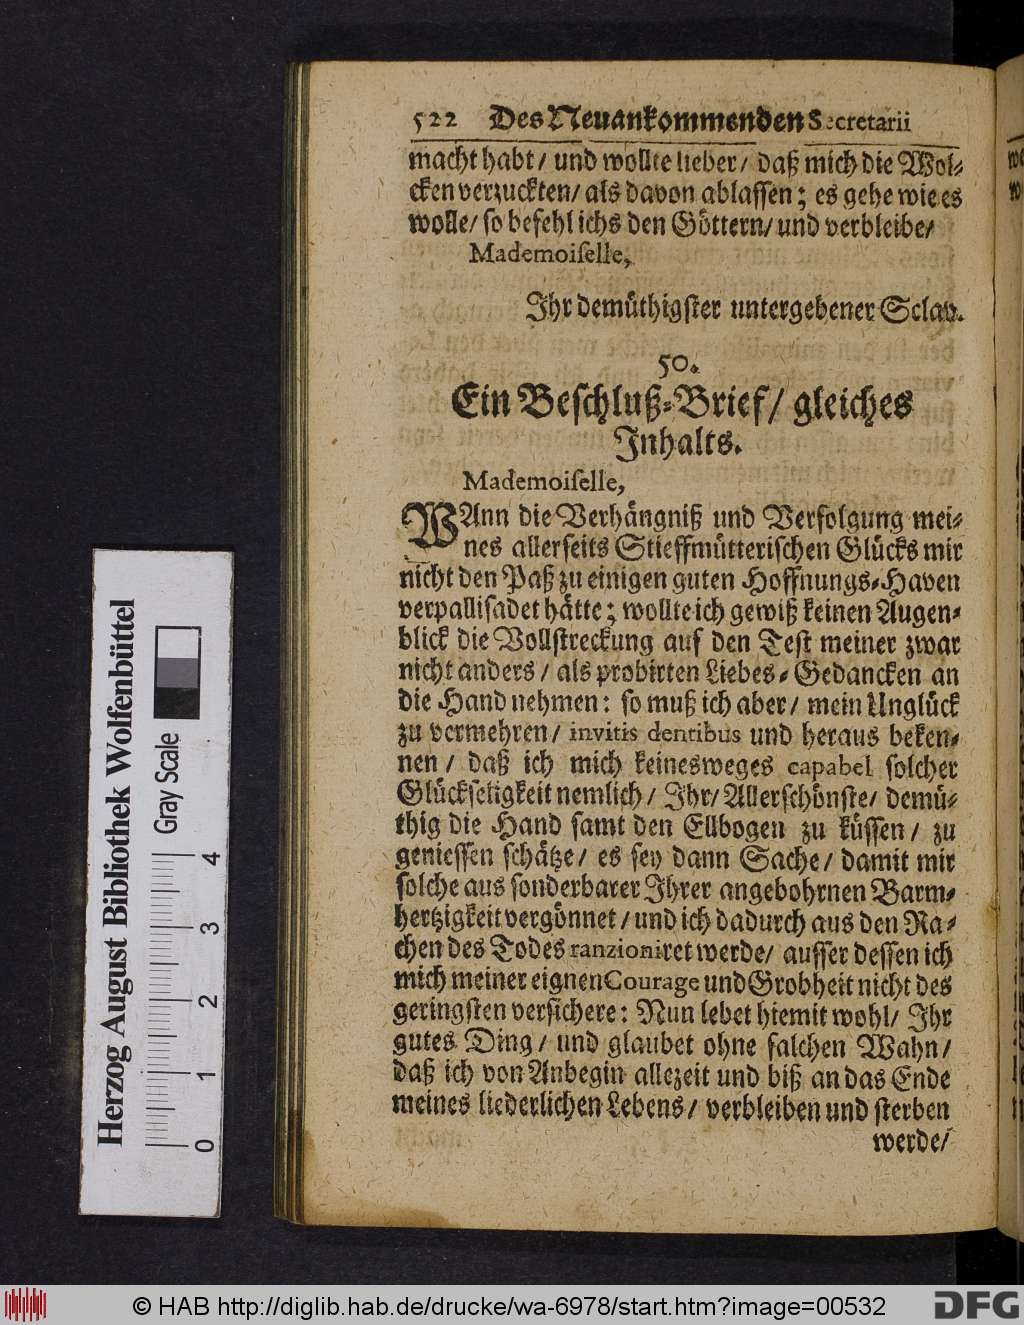 522 Des Neuankommenden Secretarii
macht habt / und wollte lieber / daß mich die Wol⸗
cken verzuckten / als davon ablassen ; es gehe wie es
wolle / so befehl ichs den Göttern / und verbleibe /
Mademoiselle,
Ihr demüthigster untergebener Sclav.
50.
Ein Beschluß⸗Brief / gleiches
Inhalts.
Mademoiselle,
WAnn die Verhängniß und Verfolgung mei⸗
nes allerseits Stieffmütterischen Glücks mir
nicht den Paß zu einigen guten Hoffnungs⸗Haven
verpallisadet hätte ; wollte ich gewiß keinen Augen⸗
blick die Vollstreckung auf den Test meiner zwar
nicht anders / als probirten Liebes⸗Gedancken an
die Hand nehmen : so muß ich aber / mein Unglück
zu vermehren / invitis dentibus und heraus beken⸗
nen / daß ich mich keinesweges capabel solcher
Glückseligkeit nemlich / Ihr / Allerschönste / demü⸗
thig die Hand samt den Ellbogen zu küssen / zu
geniessen schätze / es sey dann Sache / damit mir
solche aus sonderbarer Ihrer angebohrnen Barm⸗
hertzigkeit vergönnet / und ich dadurch aus den Ra⸗
chen des Todes ranzioniret werde / ausser dessen ich
mich meiner eignen Courage und Grobheit nicht des
geringsten versichere : Nun lebet hiemit wohl / Ihr
gutes Ding / und glaubet ohne falchen Wahn /
daß ich von Anbegin allezeit und biß an das Ende
meines liederlichen Lebens / verbleiben und sterben
werde /
Herzog August Bibliothek Wolfenbüttel
Gray Scale
0 1 2 3 4
© HAB http://diglib.hab.de/drucke/wa-6978/start.htm?image=00532
DFG